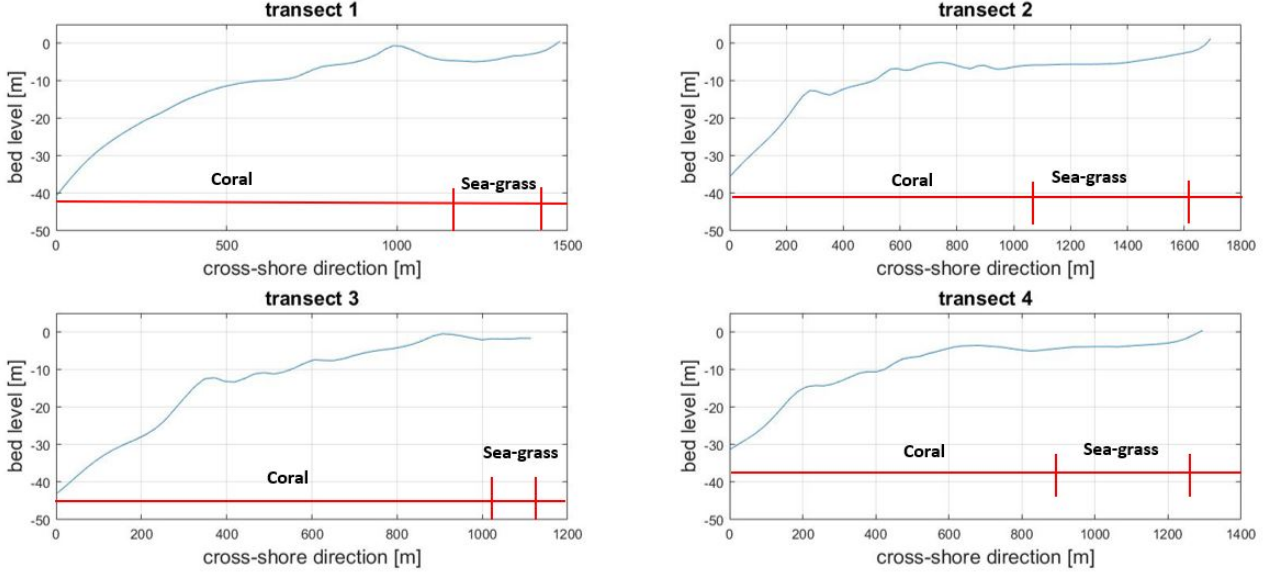 transect 1
bed level [m]
0
-10
-20
-30
-40
-50
Coral
Sea-grass
0 500 1000 1500
cross-shore direction [m]
transect 2
bed level [m]
0
-10
-20
-30
-40
-50
Coral
Sea-grass
0 200 400 600 800 1000 1200 1400 1600 1800
cross-shore direction [m]
transect 3
bed level [m]
0
-10
-20
-30
-40
-50
Sea-grass
Coral
0 200 400 600 800 1000 1200
cross-shore direction [m]
transect 4
bed level [m]
0
-10
-20
-30
-40
-50
Coral
Sea-grass
0 200 400 600 800 1000 1200 1400
cross-shore direction [m]